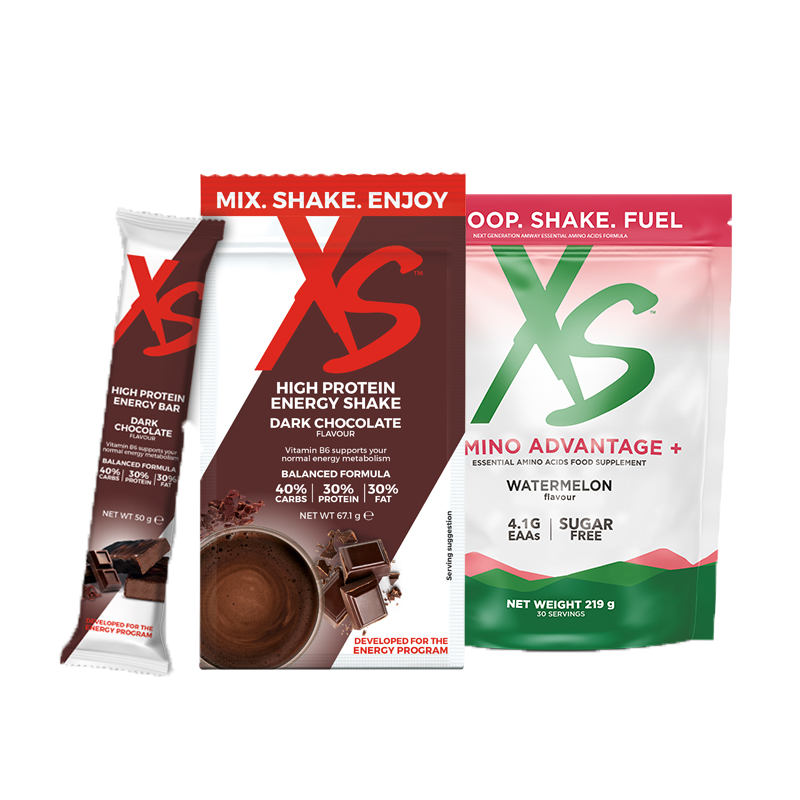 XS
HIGH PROTEIN
ENERGY BAR
DARK
CHOCOLATE
FLAVOUR
Vitamin B6 supports your
normal energy metabolism
BALANCED FORMULA
40% CARBS | 30% PROTEIN | 30% FAT
NET WT 50 g ℮
DEVELOPED FOR THE
ENERGY PROGRAM
MIX. SHAKE. ENJOY
XS™
HIGH PROTEIN
ENERGY SHAKE
DARK CHOCOLATE
FLAVOUR
Vitamin B6 supports your
normal energy metabolism
BALANCED FORMULA
40% CARBS | 30% PROTEIN | 30% FAT
NET WT 67.1 g ℮
Serving suggestion
DEVELOPED FOR THE
ENERGY PROGRAM
OOP. SHAKE. FUEL
NEXT GENERATION AMWAY ESSENTIAL AMINO ACIDS FORMULA
XS™
MINO ADVANTAGE +
ESSENTIAL AMINO ACIDS FOOD SUPPLEMENT
WATERMELON
flavour
4.1G EAAs | SUGAR FREE
NET WEIGHT 219 g
30 SERVINGS